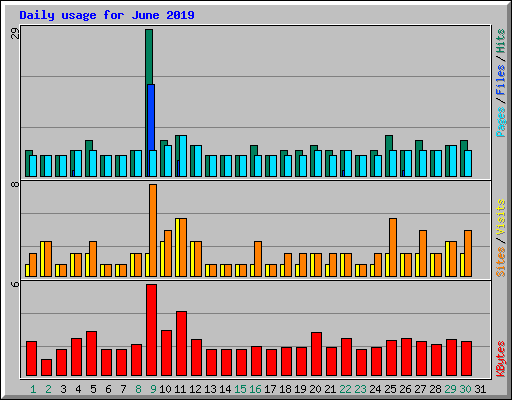 Daily usage for June 2019
29
Pages / Files / Hits
8
Sites / Visits
6
KBytes
1 2 3 4 5 6 7 8 9 10 11 12 13 14 15 16 17 18 19 20 21 22 23 24 25 26 27 28 29 30 31